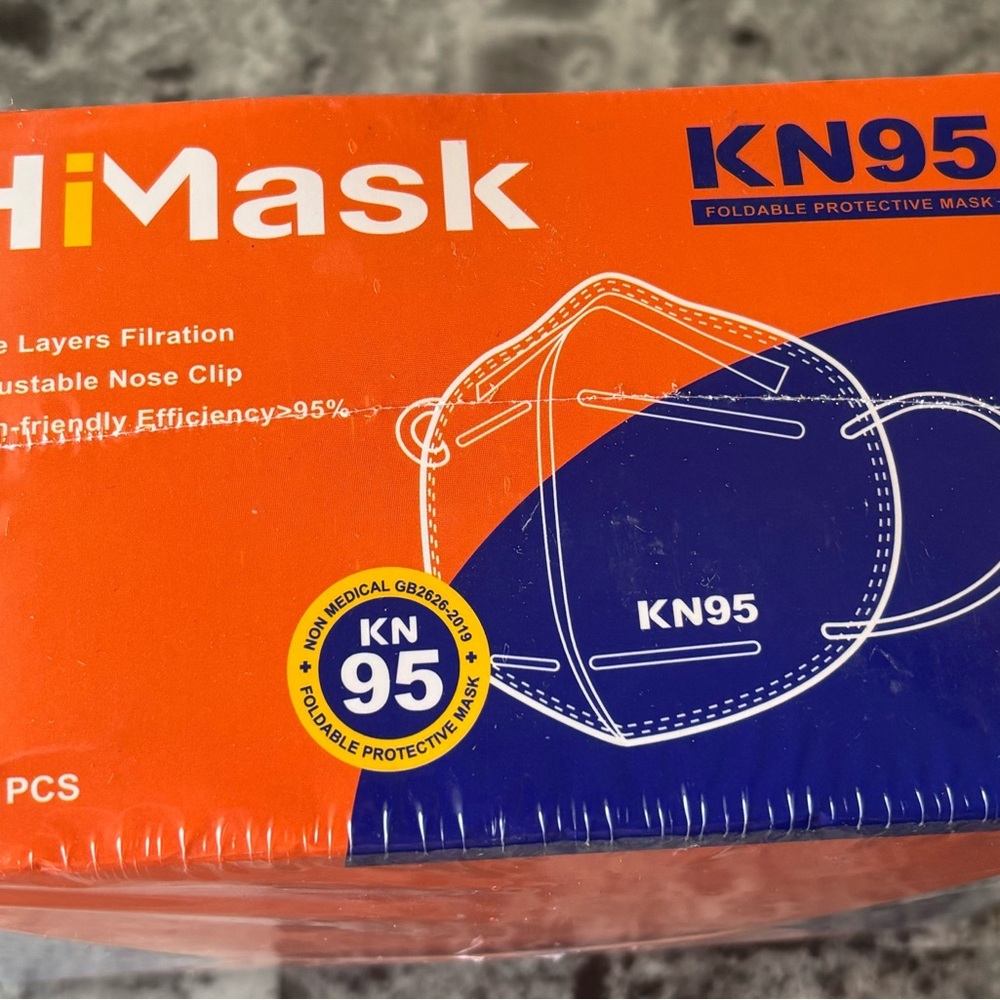 HiMask
KN95
FOLDABLE PROTECTIVE MASK
e Layers Filration
ustable Nose Clip
n-friendly Efficiency>95%
KN95
NON MEDICAL GB2626-2019
KN
95
FOLDABLE PROTECTIVE MASK
PCS